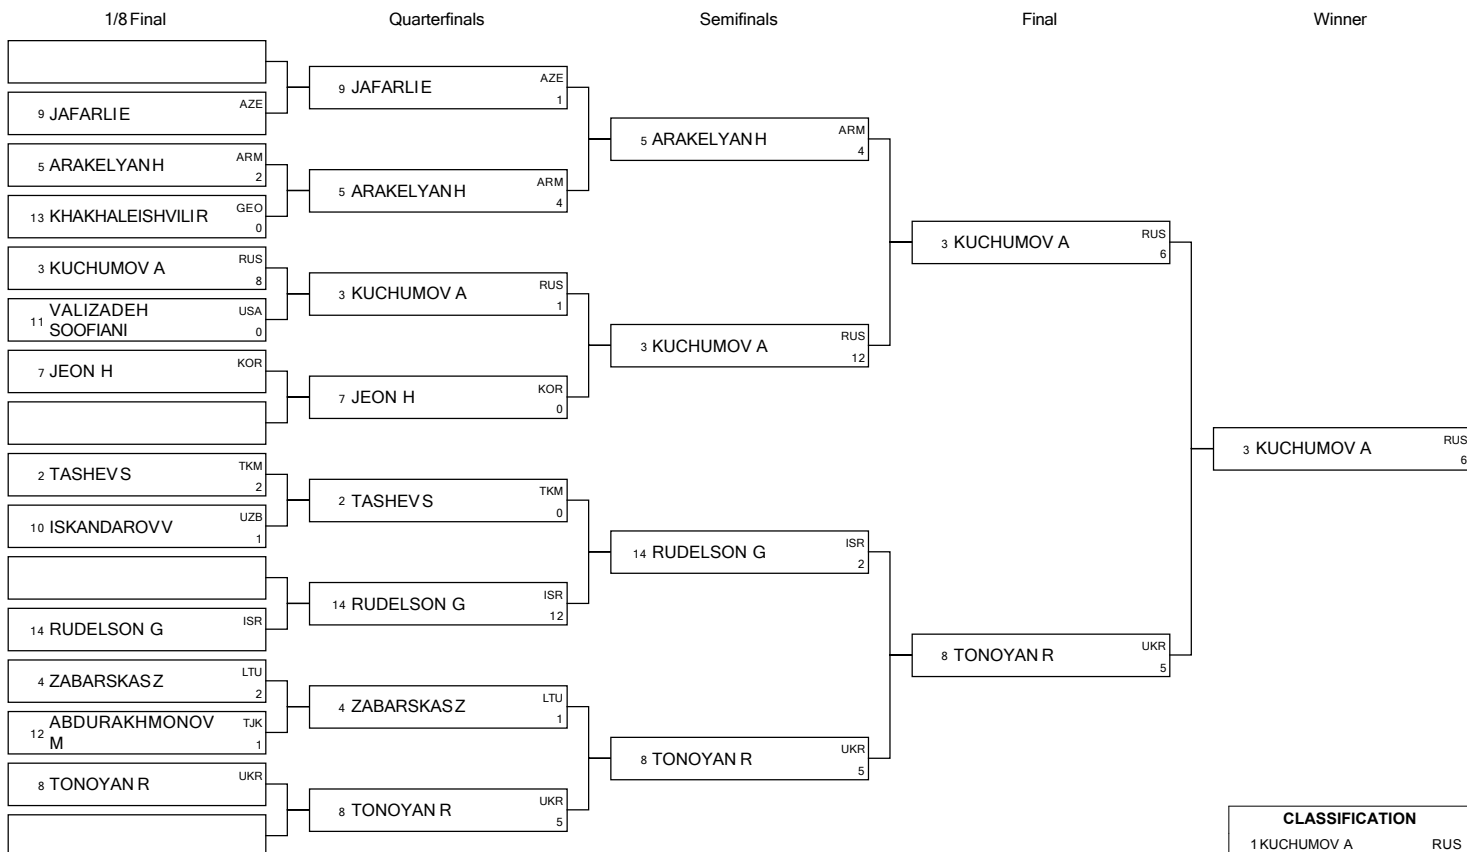 1/8 Final Quarterfinals Semifinals Final Winner
9 JAFARLI E AZE
5 ARAKELYAN H ARM 2
13 KHAKHALEISHVILI R GEO 0
3 KUCHUMOV A RUS 8
11 VALIZADEH SOOFIANI USA 0
7 JEON H KOR
2 TASHEV S TKM 2
10 ISKANDAROV V UZB 1
14 RUDELSON G ISR
4 ZABARSKAS Z LTU 2
12 ABDURAKHMONOV M TJK 1
8 TONOYAN R UKR
9 JAFARLI E AZE 1
5 ARAKELYAN H ARM 4
3 KUCHUMOV A RUS 1
7 JEON H KOR 0
2 TASHEV S TKM 0
14 RUDELSON G ISR 12
4 ZABARSKAS Z LTU 1
8 TONOYAN R UKR 5
5 ARAKELYAN H ARM 4
3 KUCHUMOV A RUS 12
14 RUDELSON G ISR 2
8 TONOYAN R UKR 5
3 KUCHUMOV A RUS 6
8 TONOYAN R UKR 5
3 KUCHUMOV A RUS 6
CLASSIFICATION
1 KUCHUMOV A RUS